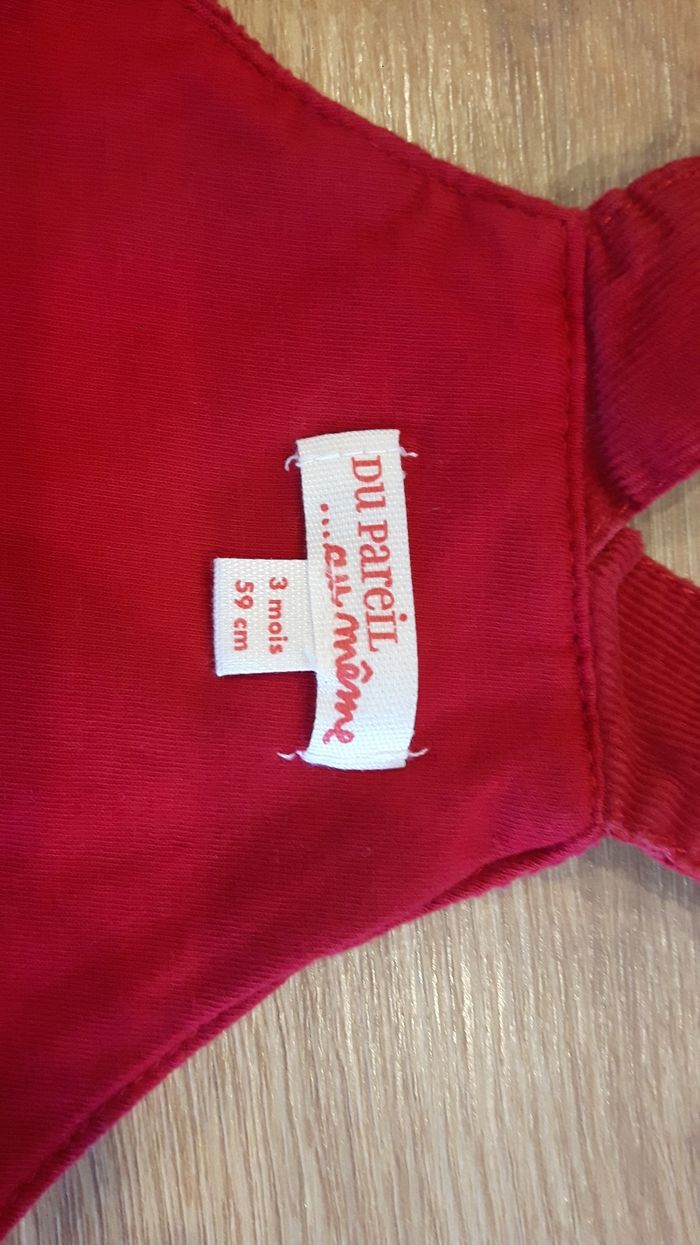 DU PaREIL
...au même
3 mois
59 cm